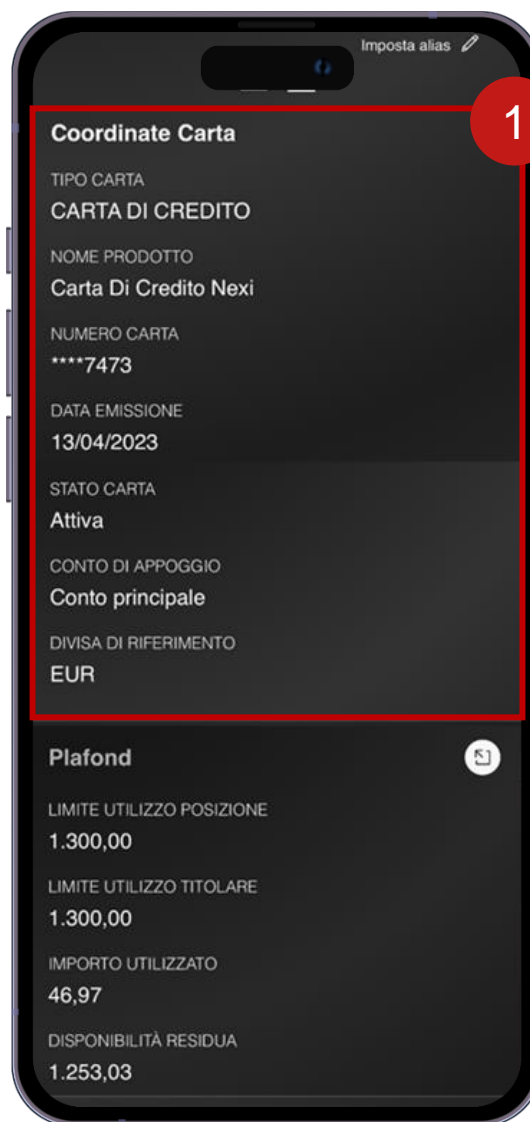 Imposta alias
1
Coordinate Carta
TIPO CARTA
CARTA DI CREDITO
NOME PRODOTTO
Carta Di Credito Nexi
NUMERO CARTA
****7473
DATA EMISSIONE
13/04/2023
STATO CARTA
Attiva
CONTO DI APPOGGIO
Conto principale
DIVISA DI RIFERIMENTO
EUR
Plafond
LIMITE UTILIZZO POSIZIONE
1.300,00
LIMITE UTILIZZO TITOLARE
1.300,00
IMPORTO UTILIZZATO
46,97
DISPONIBILITÀ RESIDUA
1.253,03